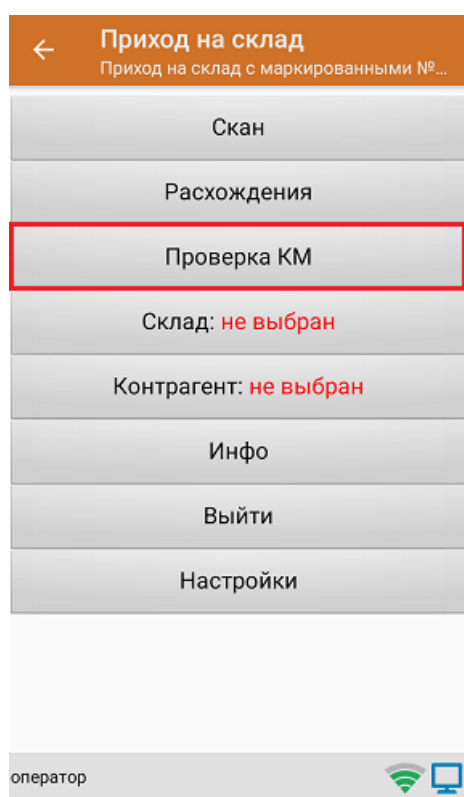 Приход на склад
Приход на склад с маркированными №...
Скан
Расхождения
Проверка КМ
Склад: не выбран
Контрагент: не выбран
Инфо
Выйти
Настройки
оператор